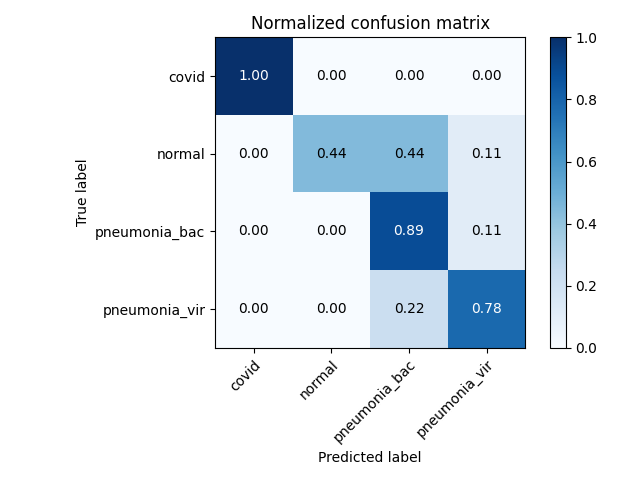 Normalized confusion matrix
True label
covid 1.00 0.00 0.00 0.00
normal 0.00 0.44 0.44 0.11
pneumonia_bac 0.00 0.00 0.89 0.11
pneumonia_vir 0.00 0.00 0.22 0.78
covid normal pneumonia_bac pneumonia_vir
Predicted label
1.0
0.8
0.6
0.4
0.2
0.0